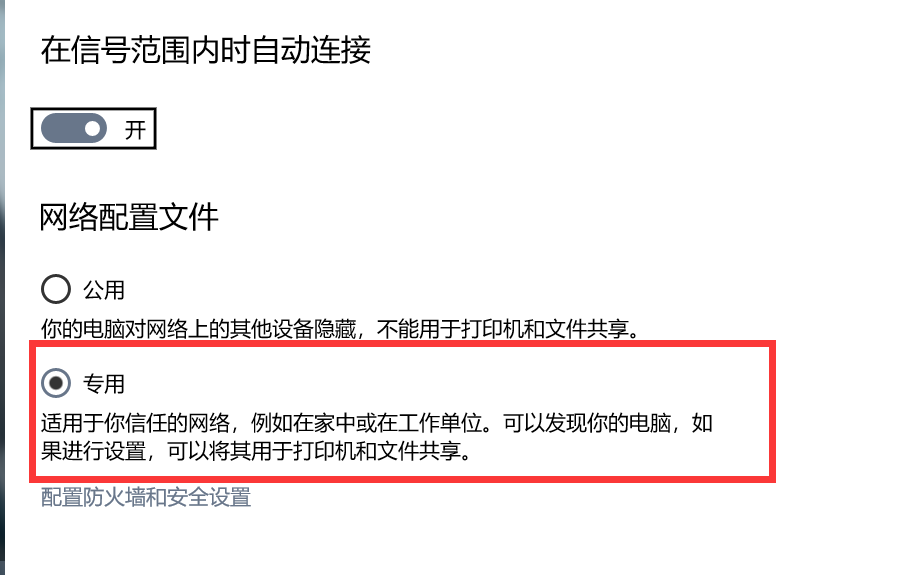 在信号范围内时自动连接
开
网络配置文件
公用
你的电脑对网络上的其他设备隐藏，不能用于打印机和文件共享。
专用
适用于你信任的网络，例如在家中或在工作单位。可以发现你的电脑，如
果进行设置，可以将其用于打印机和文件共享。
配置防火墙和安全设置